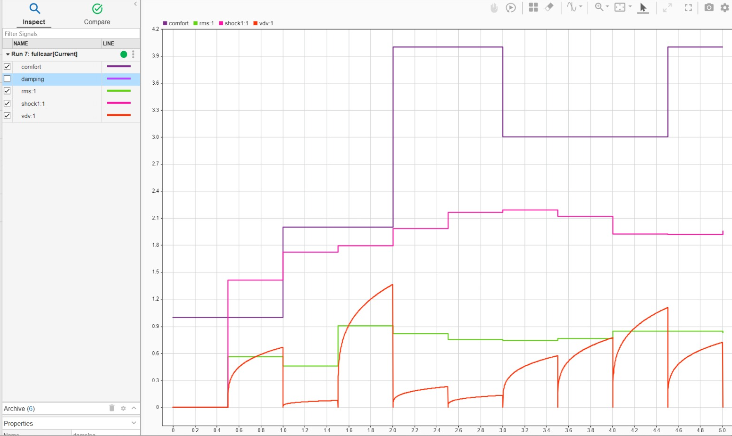 Inspect Compare
Filter Signals
NAME LINE
Run 7: fullcaar[Current]
comfort
damping
rms:1
shock1:1
vdv:1
Archive (6)
Properties
comfort rms:1 shock1:1 vdv:1
4.2
3.9
3.6
3.3
3.0
2.7
2.4
2.1
1.8
1.5
1.2
0.9
0.6
0.3
0
0 0.2 0.4 0.6 0.8 1.0 1.2 1.4 1.6 1.8 2.0 2.2 2.4 2.6 2.8 3.0 3.2 3.4 3.6 3.8 4.0 4.2 4.4 4.6 4.8 5.0